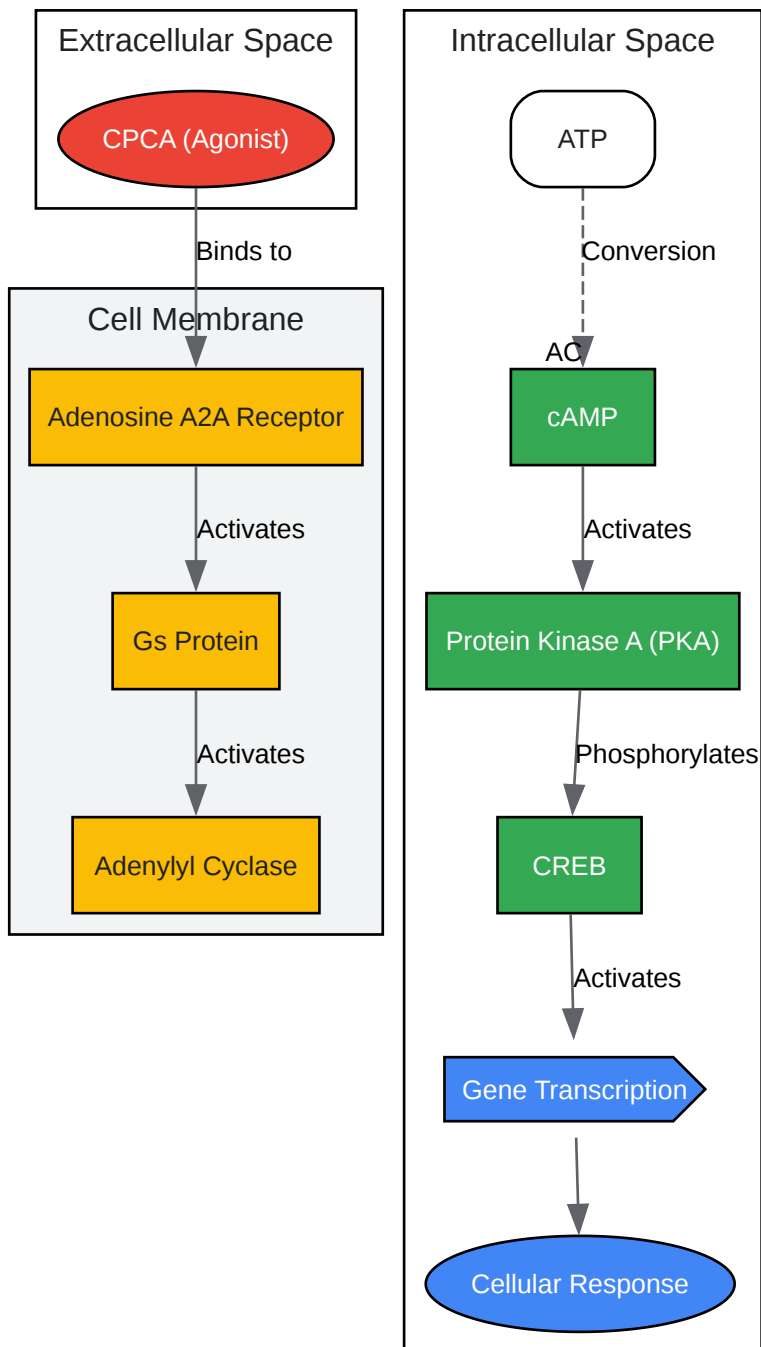 Extracellular Space
CPCA (Agonist)
Binds to
Cell Membrane
Adenosine A2A Receptor
Activates
Gs Protein
Activates
Adenylyl Cyclase
Intracellular Space
ATP
Conversion
AC
cAMP
Activates
Protein Kinase A (PKA)
Phosphorylates
CREB
Activates
Gene Transcription
Cellular Response